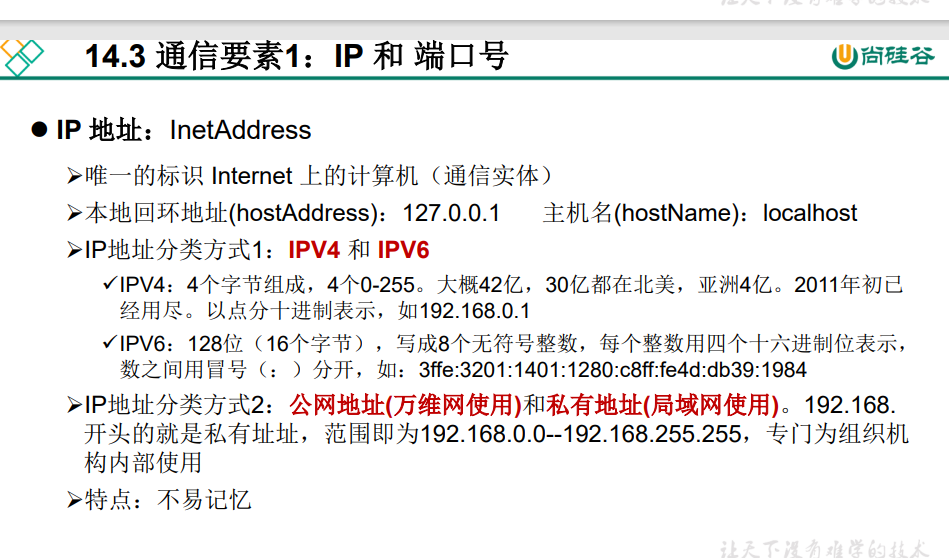 让天下没有难学的技术
14.3 通信要素1：IP 和 端口号
尚硅谷
● IP 地址：InetAddress
➢唯一的标识 Internet 上的计算机（通信实体）
➢本地回环地址(hostAddress)：127.0.0.1 主机名(hostName)：localhost
➢IP地址分类方式1：IPV4 和 IPV6
✓IPV4：4个字节组成，4个0-255。大概42亿，30亿都在北美，亚洲4亿。2011年初已
经用尽。以点分十进制表示，如192.168.0.1
✓IPV6：128位（16个字节），写成8个无符号整数，每个整数用四个十六进制位表示，
数之间用冒号（：）分开，如：3ffe:3201:1401:1280:c8ff:fe4d:db39:1984
➢IP地址分类方式2：公网地址(万维网使用)和私有地址(局域网使用)。192.168.
开头的就是私有址址，范围即为192.168.0.0--192.168.255.255，专门为组织机
构内部使用
➢特点：不易记忆
让天下没有难学的技术